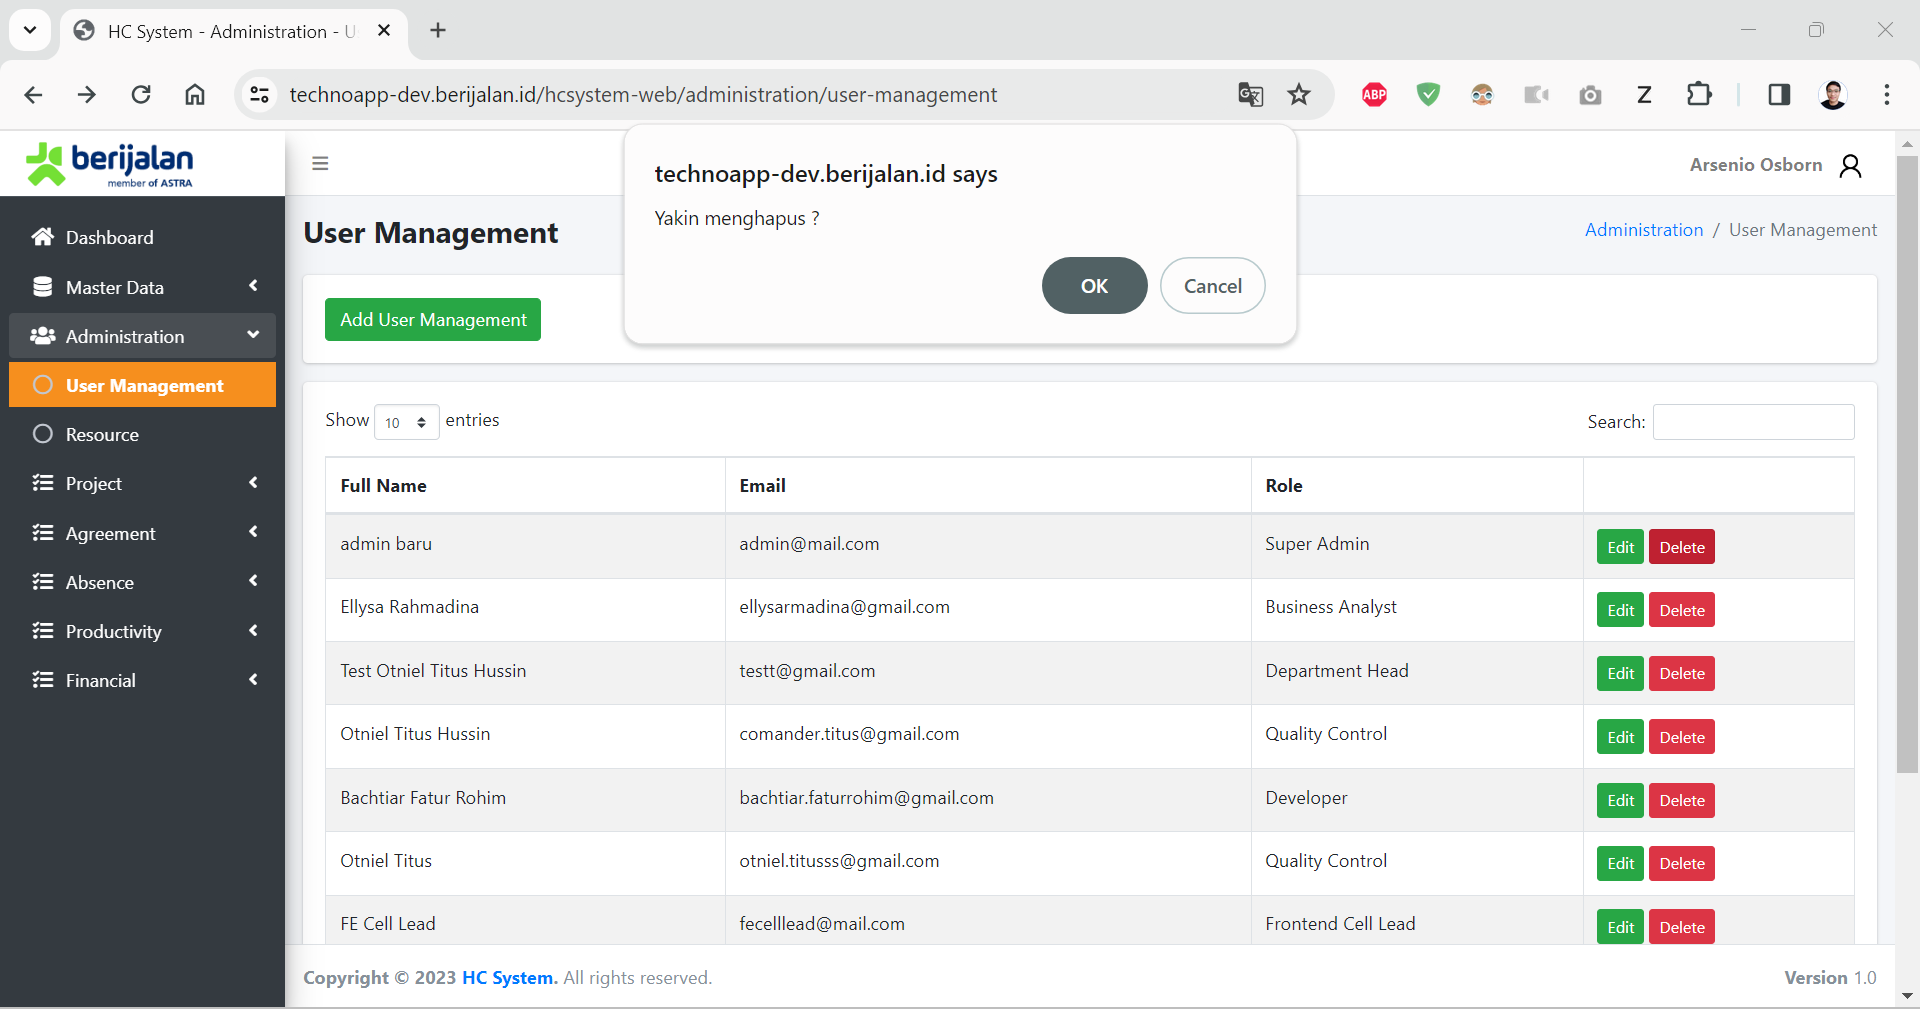 HC System - Administration - U
technoapp-dev.berijalan.id/hcsystem-web/administration/user-management
ABP
Z
berijalan
member of ASTRA
Arsenio Osborn
technoapp-dev.berijalan.id says
Yakin menghapus ?
OK
Cancel
Dashboard
Master Data
Administration
User Management
Resource
Project
Agreement
Absence
Productivity
Financial
User Management
Administration / User Management
Add User Management
Show 10 entries
Search:
Full Name Email Role
admin baru admin@mail.com Super Admin Edit Delete
Ellysa Rahmadina ellysarmadina@gmail.com Business Analyst Edit Delete
Test Otniel Titus Hussin testt@gmail.com Department Head Edit Delete
Otniel Titus Hussin comander.titus@gmail.com Quality Control Edit Delete
Bachtiar Fatur Rohim bachtiar.faturrohim@gmail.com Developer Edit Delete
Otniel Titus otniel.titusss@gmail.com Quality Control Edit Delete
FE Cell Lead fecelllead@mail.com Frontend Cell Lead Edit Delete
Copyright © 2023 HC System. All rights reserved.
Version 1.0